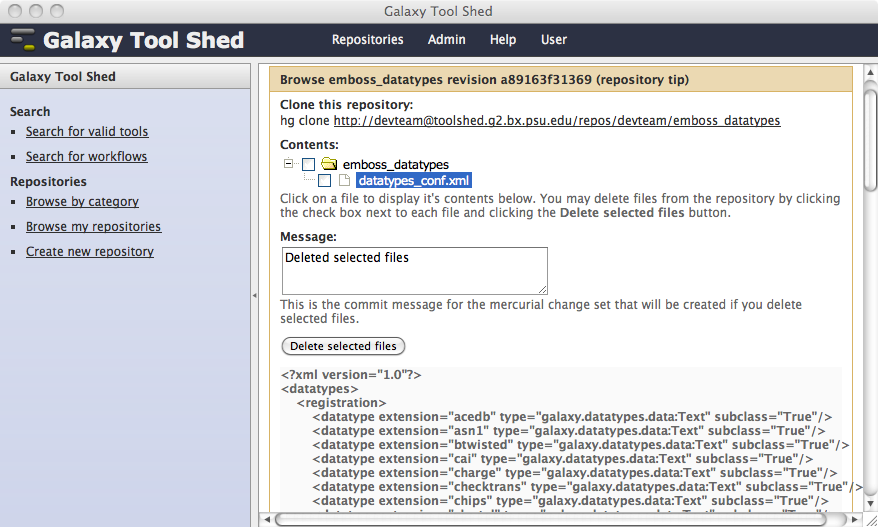 Galaxy Tool Shed
Galaxy Tool Shed
Repositories Admin Help User
Galaxy Tool Shed
Search
Search for valid tools
Search for workflows
Repositories
Browse by category
Browse my repositories
Create new repository
Browse emboss_datatypes revision a89163f31369 (repository tip)
Clone this repository:
hg clone http://devteam@toolshed.g2.bx.psu.edu/repos/devteam/emboss_datatypes
Contents:
emboss_datatypes
datatypes_conf.xml
Click on a file to display it's contents below. You may delete files from the repository by clicking
the check box next to each file and clicking the Delete selected files button.
Message:
Deleted selected files
This is the commit message for the mercurial change set that will be created if you delete
selected files.
Delete selected files
<?xml version="1.0"?>
<datatypes>
<registration>
<datatype extension="acedb" type="galaxy.datatypes.data:Text" subclass="True"/>
<datatype extension="asn1" type="galaxy.datatypes.data:Text" subclass="True"/>
<datatype extension="btwisted" type="galaxy.datatypes.data:Text" subclass="True"/>
<datatype extension="cai" type="galaxy.datatypes.data:Text" subclass="True"/>
<datatype extension="charge" type="galaxy.datatypes.data:Text" subclass="True"/>
<datatype extension="checktrans" type="galaxy.datatypes.data:Text" subclass="True"/>
<datatype extension="chips" type="galaxy.datatypes.data:Text" subclass="True"/>